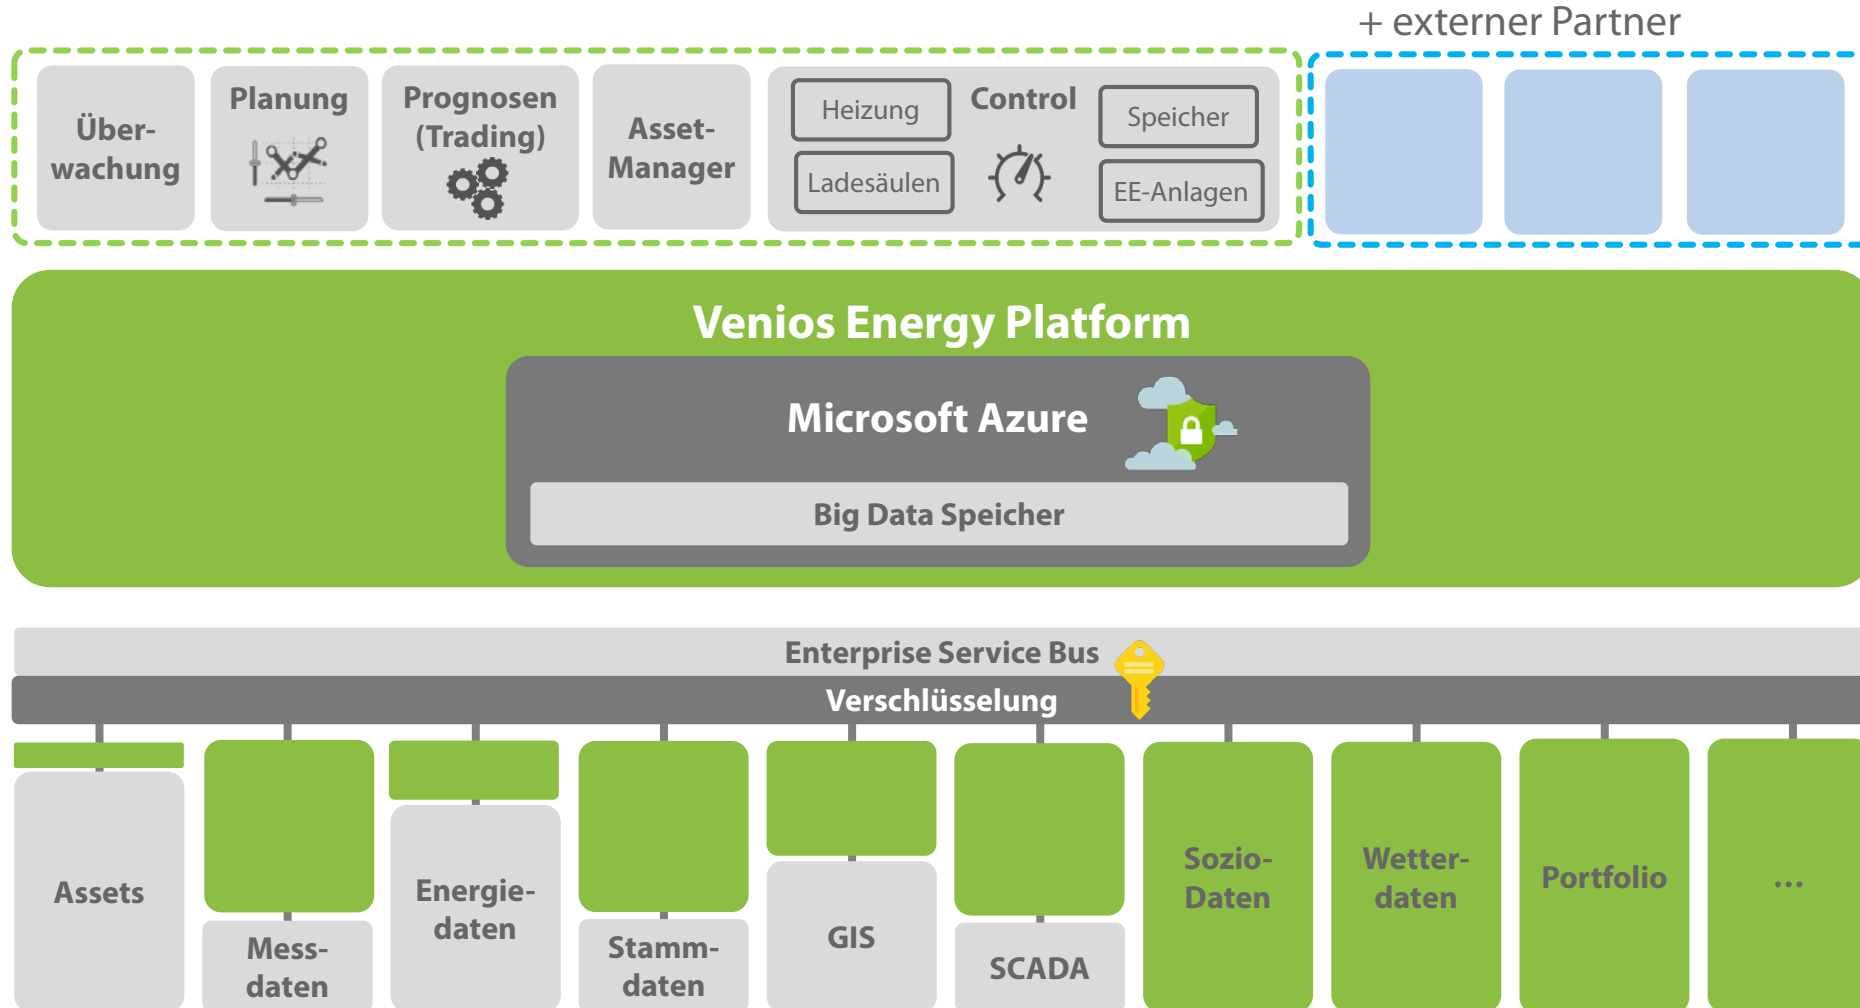 + externer Partner
Über-
wachung
Planung
Prognosen
(Trading)
Asset-
Manager
Heizung
Ladesäulen
Control
Speicher
EE-Anlagen
Venios Energy Platform
Microsoft Azure
Big Data Speicher
Enterprise Service Bus
Verschlüsselung
Assets
Mess-
daten
Energie-
daten
Stamm-
daten
GIS
SCADA
Sozio-
Daten
Wetter-
daten
Portfolio
...